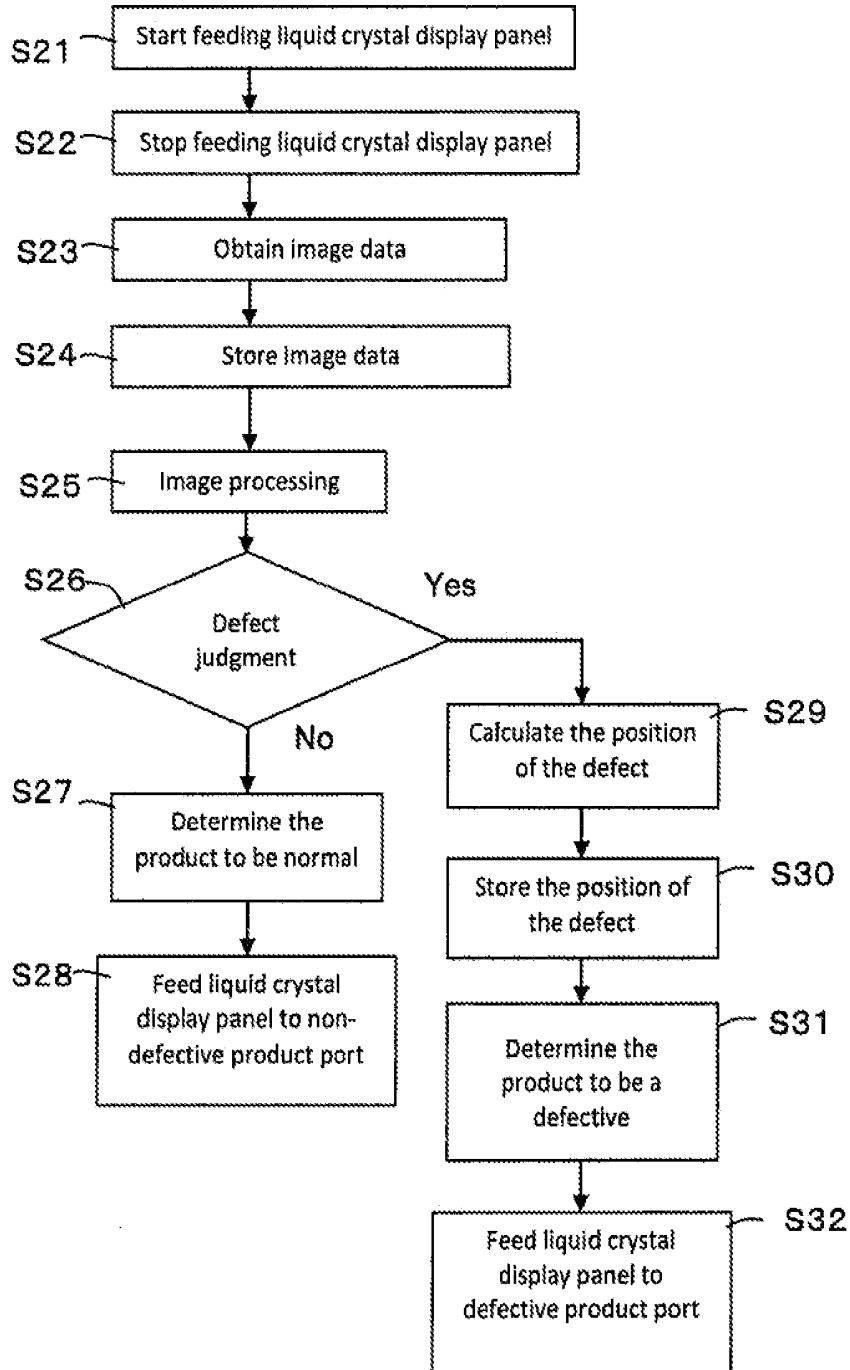 S21
Start feeding liquid crystal display panel
S22
Stop feeding liquid crystal display panel
S23
Obtain image data
S24
Store image data
S25
Image processing
S26
Defect
judgment
Yes
No
S27
Determine the
product to be normal
S28
Feed liquid crystal
display panel to non-
defective product port
S29
Calculate the position
of the defect
S30
Store the position of
the defect
S31
Determine the
product to be a
defective
S32
Feed liquid crystal
display panel to
defective product port